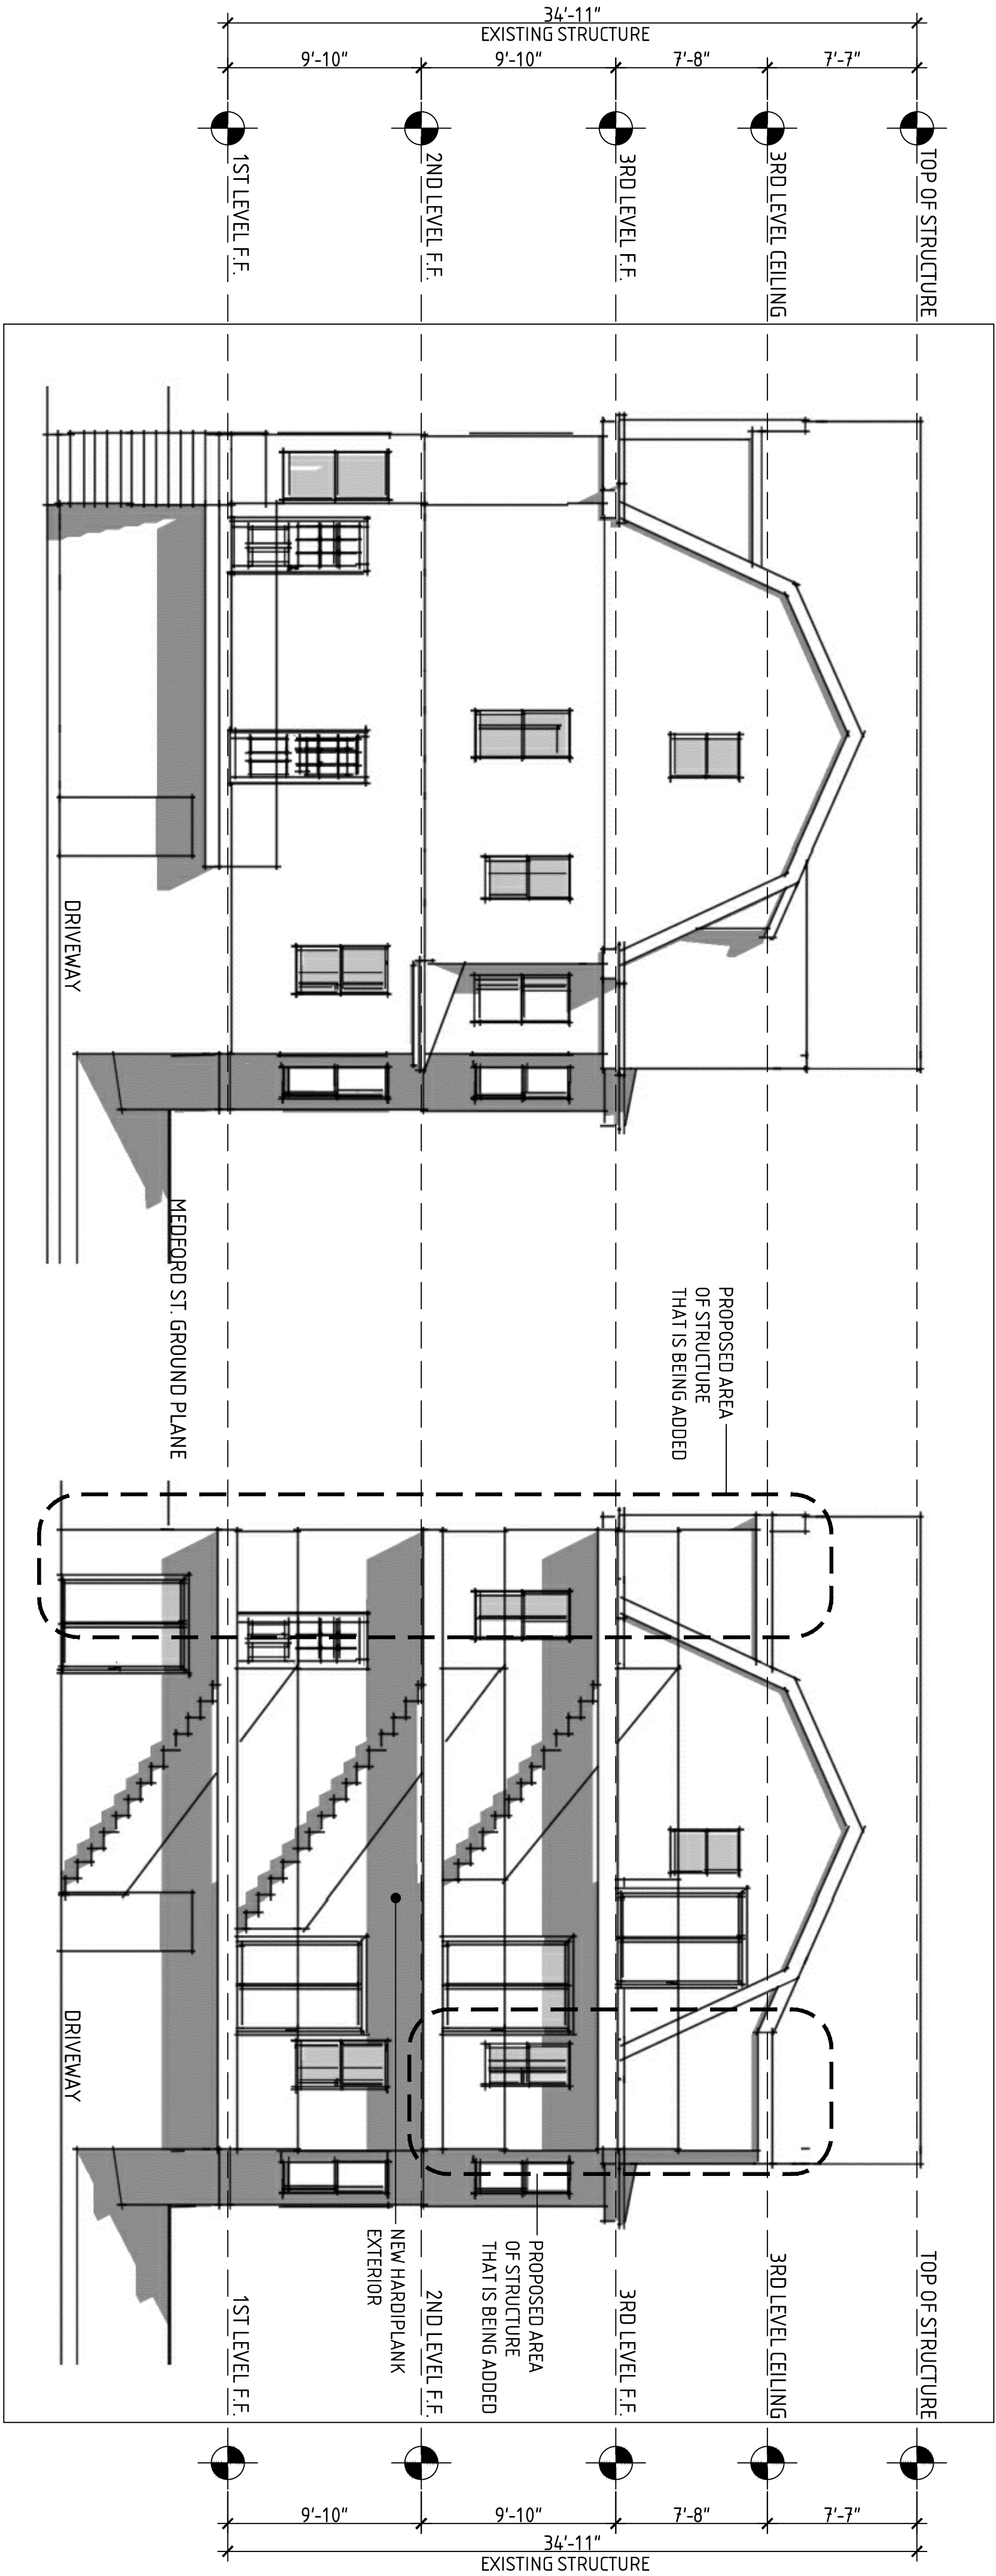 34'-11"
EXISTING STRUCTURE
9'-10"
9'-10"
7'-8"
7'-7"
1ST LEVEL F.F.
2ND LEVEL F.F.
3RD LEVEL F.F.
3RD LEVEL CEILING
TOP OF STRUCTURE
DRIVEWAY
MEDFORD ST. GROUND PLANE
PROPOSED AREA
OF STRUCTURE
THAT IS BEING ADDED
DRIVEWAY
NEW HARDIPLANK
EXTERIOR
PROPOSED AREA
OF STRUCTURE
THAT IS BEING ADDED
1ST LEVEL F.F.
2ND LEVEL F.F.
3RD LEVEL F.F.
3RD LEVEL CEILING
TOP OF STRUCTURE
9'-10"
9'-10"
7'-8"
7'-7"
34'-11"
EXISTING STRUCTURE